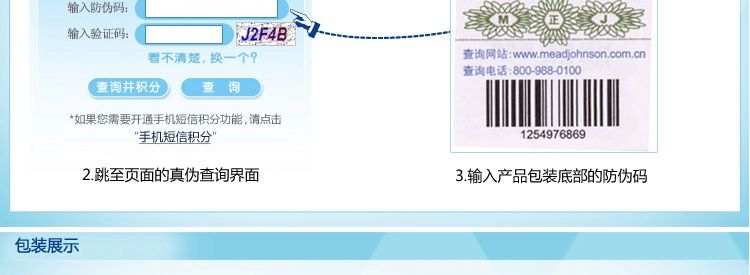 输入防伪码:
输入验证码: J2F4B
看不清楚, 换一个?
查询并积分 查 询
*如果您需要开通手机短信积分功能,请点击
“手机短信积分”
2.跳至页面的真伪查询界面
M 正 J
查询网站:www.meadjohnson.com.cn
查询电话:800-988-0100
1254976869
3.输入产品包装底部的防伪码
包装展示